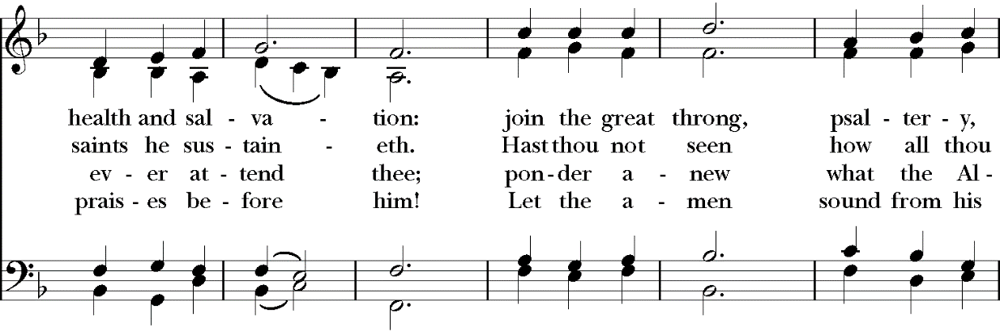 health and sal - va - tion: join the great throng, psal - ter - y,
saints he sus - tain - eth. Hast thou not seen how all thou
ev - er at - tend thee; pon - der a - new what the Al -
prais - es be - fore him! Let the a - men sound from his